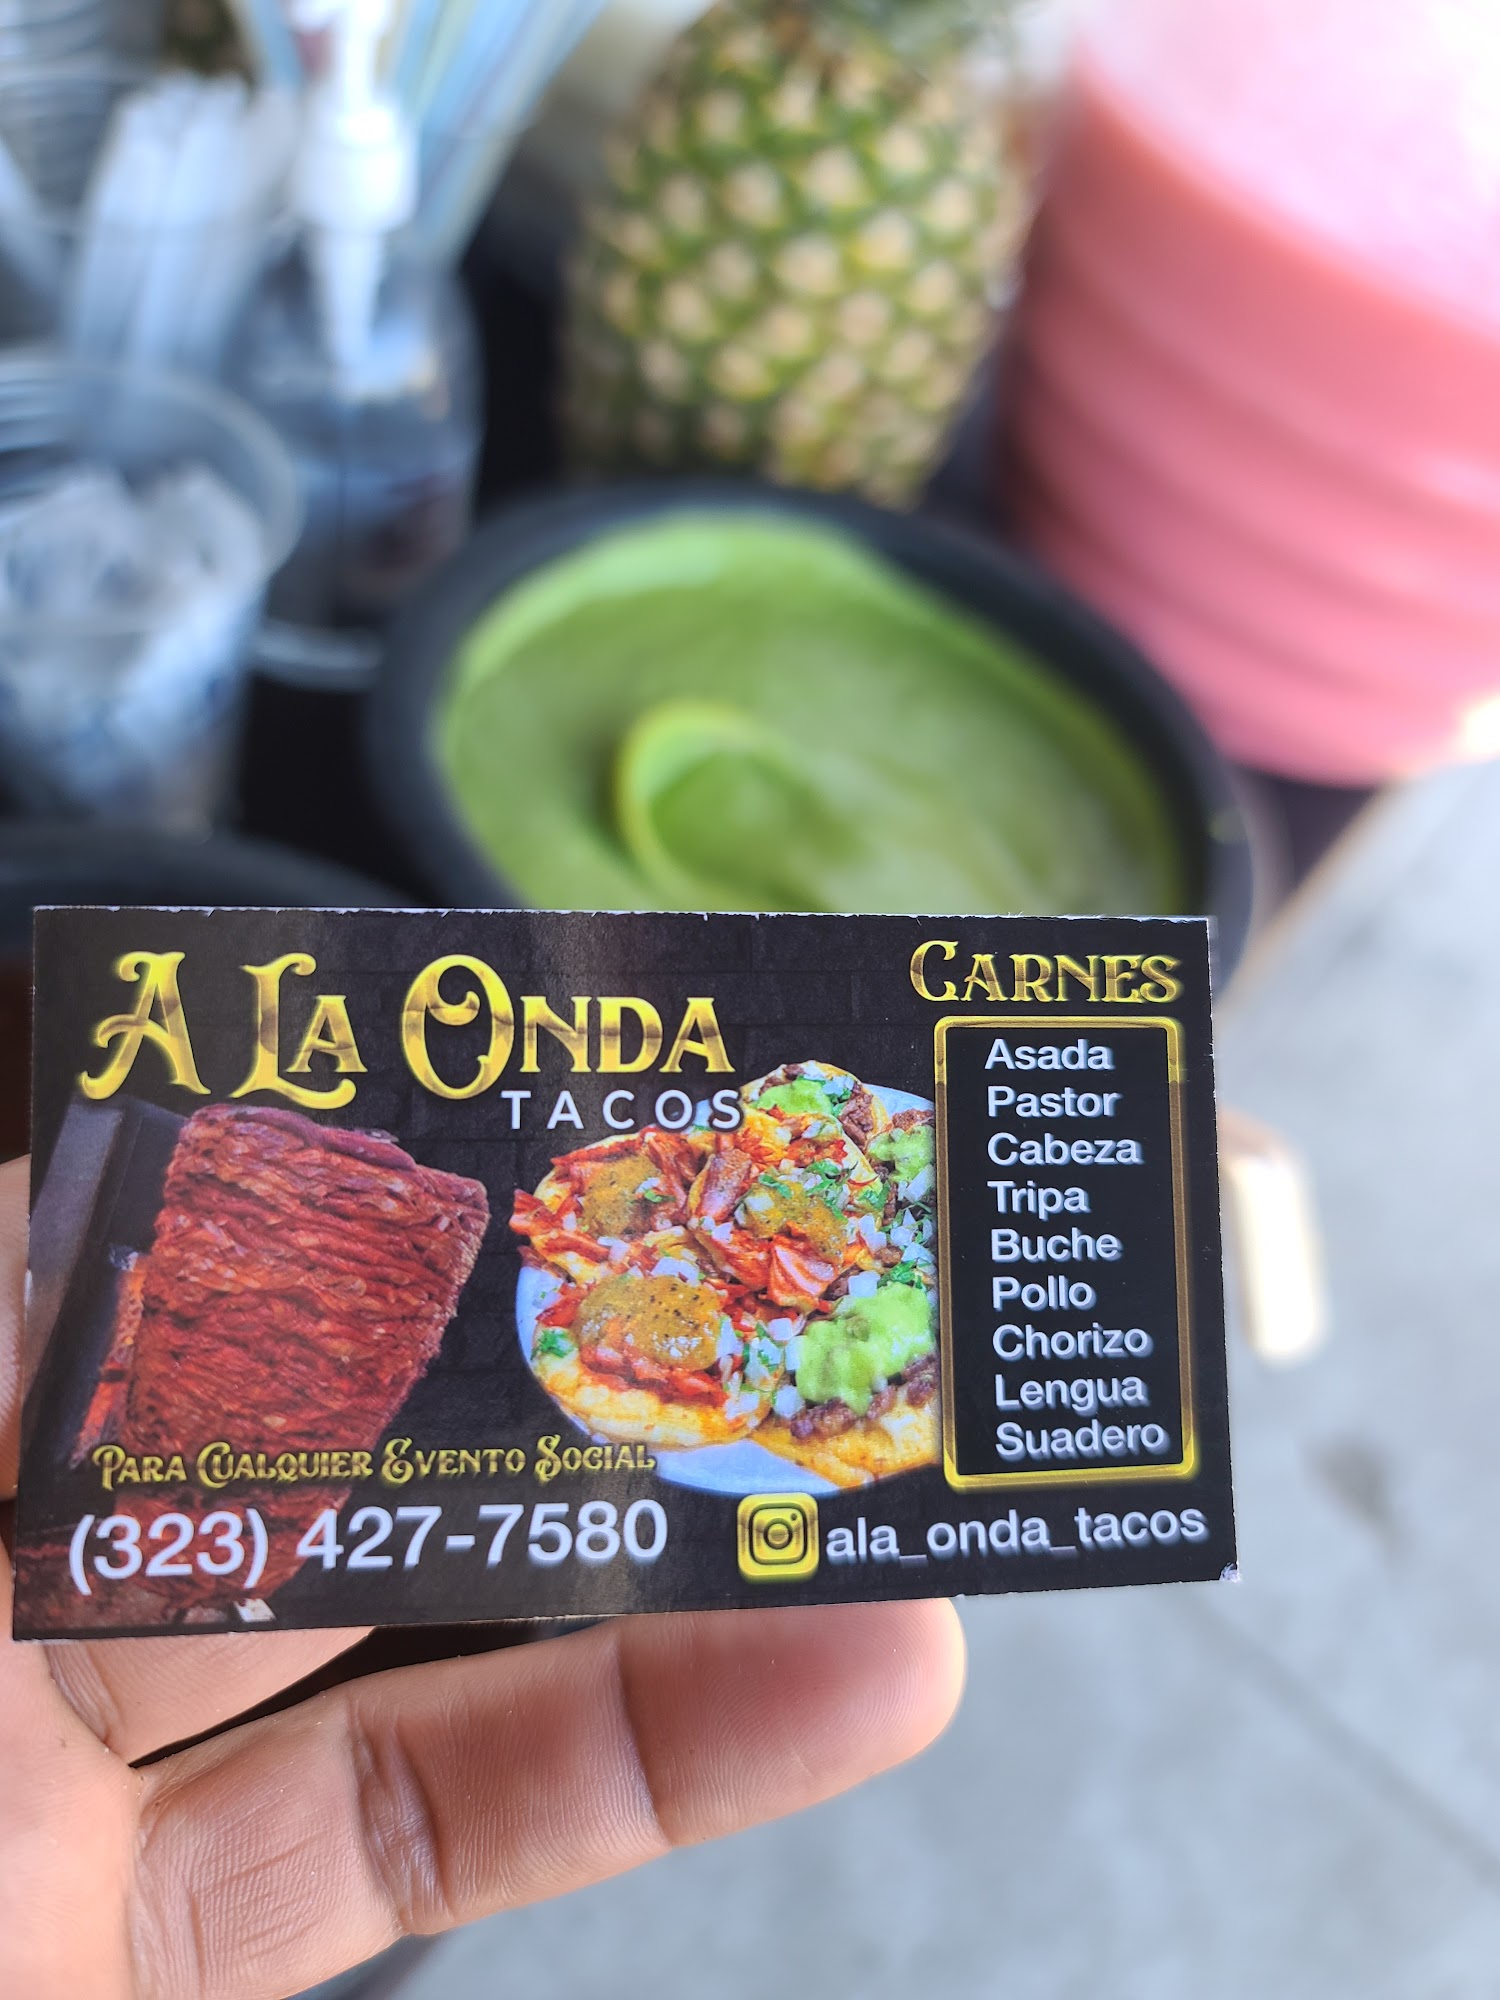 A La Onda
TACOS
Carnes
Asada
Pastor
Cabeza
Tripa
Buche
Pollo
Chorizo
Lengua
Suadero
Para Cualquier Evento Social
(323) 427-7580
ala_onda_tacos